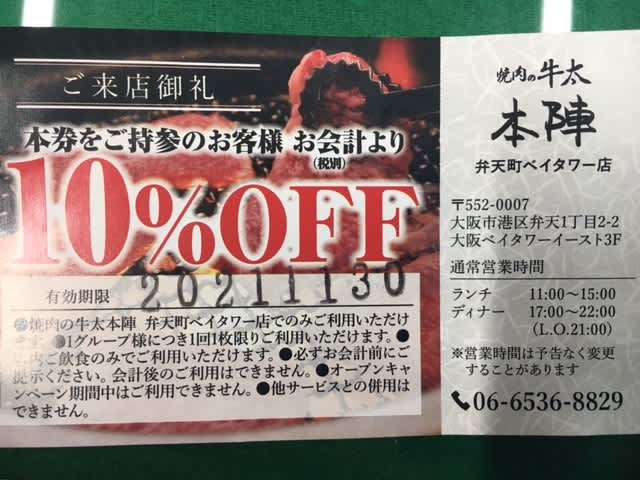 ご来店御礼
本券をご持参のお客様 お会計より
(税別)
10%OFF
有効期限 20211130
焼肉の牛太本陣 弁天町ベイタワー店でのみご利用いただけ
ます。●1グループ様につき1回1枚限りご利用いただけます。●
店内ご飲食のみでご利用いただけます。●必ずお会計前にご
提示ください。会計後のご利用はできません。●オープンキャ
ンペーン期間中はご利用できません。●他サービスとの併用は
できません。
焼肉の牛太
本陣
弁天町ベイタワー店
〒552-0007
大阪市港区弁天1丁目2-2
大阪ベイタワーイースト3F
通常営業時間
ランチ 11:00〜15:00
ディナー 17:00〜22:00
(L.O.21:00)
※営業時間は予告なく変更
することがあります
06-6536-8829